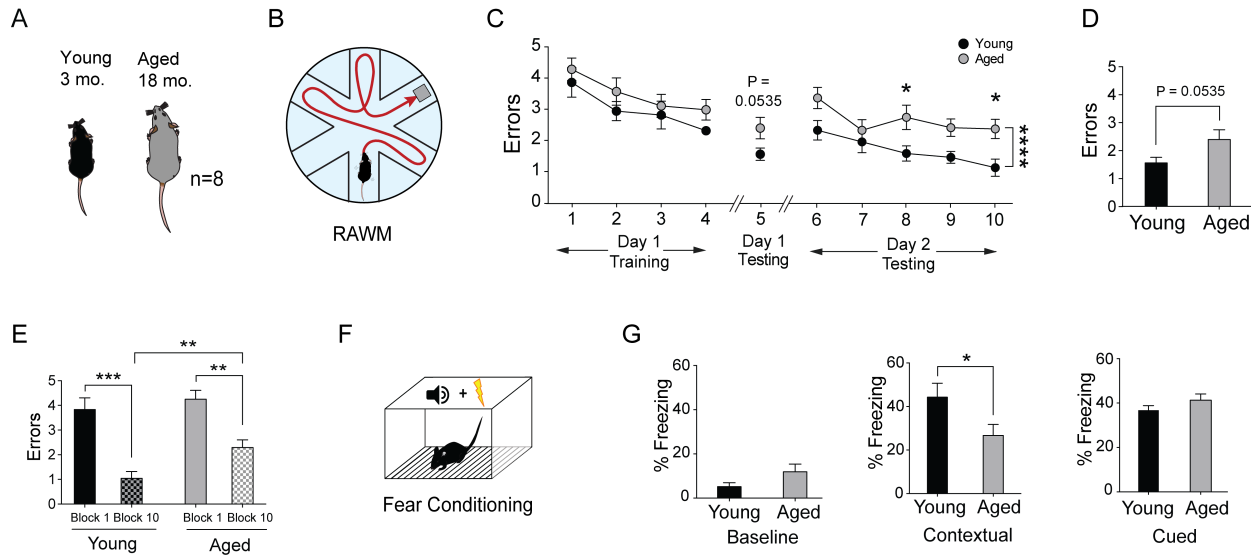 A
Young
3 mo.
Aged
18 mo.
n=8
B
RAWM
C
Errors
5
4
3
2
1
0
Young
Aged
P =
0.0535
*
*
****
1 2 3 4 5 6 7 8 9 10
Day 1
Training
Day 1
Testing
Day 2
Testing
D
Errors
5
4
3
2
1
0
P = 0.0535
Young Aged
E
Errors
5
4
3
2
1
0
***
**
**
Block 1 Block 10 Block 1 Block 10
Young Aged
F
+
Fear Conditioning
G
% Freezing
60
40
20
0
Young Aged
Baseline
% Freezing
60
40
20
0
*
Young Aged
Contextual
% Freezing
60
40
20
0
Young Aged
Cued